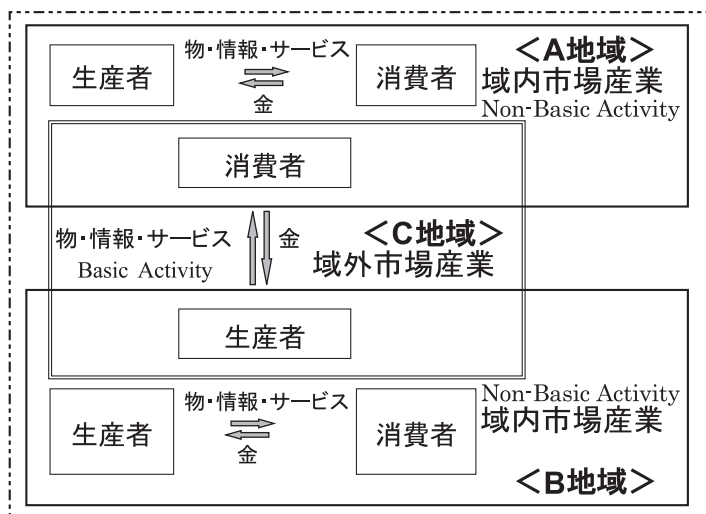 ＜A地域＞
物・情報・サービス
生産者
消費者
金
域内市場産業
Non-Basic Activity
消費者
物・情報・サービス
金
＜C地域＞
Basic Activity
域外市場産業
生産者
Non-Basic Activity
物・情報・サービス
生産者
消費者
域内市場産業
金
＜B地域＞